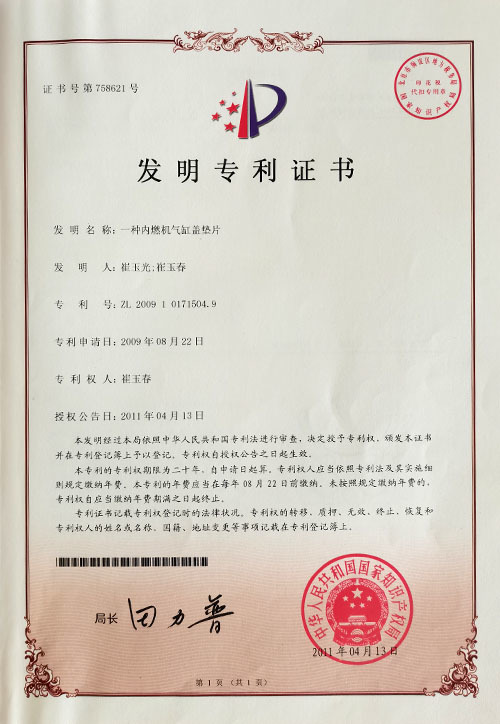 证书号第758621号
印花税
代扣专用章
发明专利证书
发明名称:一种内燃机气缸盖垫片
发明人:崔玉光;崔玉春
专利号:ZL 2009 1 0171504.9
专利申请日:2009年08月22日
专利权人:崔玉春
授权公告日:2011年04月13日
本发明经过本局依照中华人民共和国专利法进行审查,决定授予专利权,颁发本证书
并在专利登记簿上予以登记。专利权自授权公告之日起生效。
本专利的专利权期限为二十年,自申请日起算。专利权人应当依照专利法及其实施细
则规定缴纳年费。本专利的年费应当在每年08月22日前缴纳。未按照规定缴纳年费的,
专利权自应当缴纳年费期满之日起终止。
专利证书记载专利权登记时的法律状况。专利权的转移、质押、无效、终止、恢复和
专利权人的姓名或名称、国籍、地址变更等事项记载在专利登记簿上。
局长 田力普
中华人民共和国国家知识产权局
2011年04月13日
第1页(共1页)